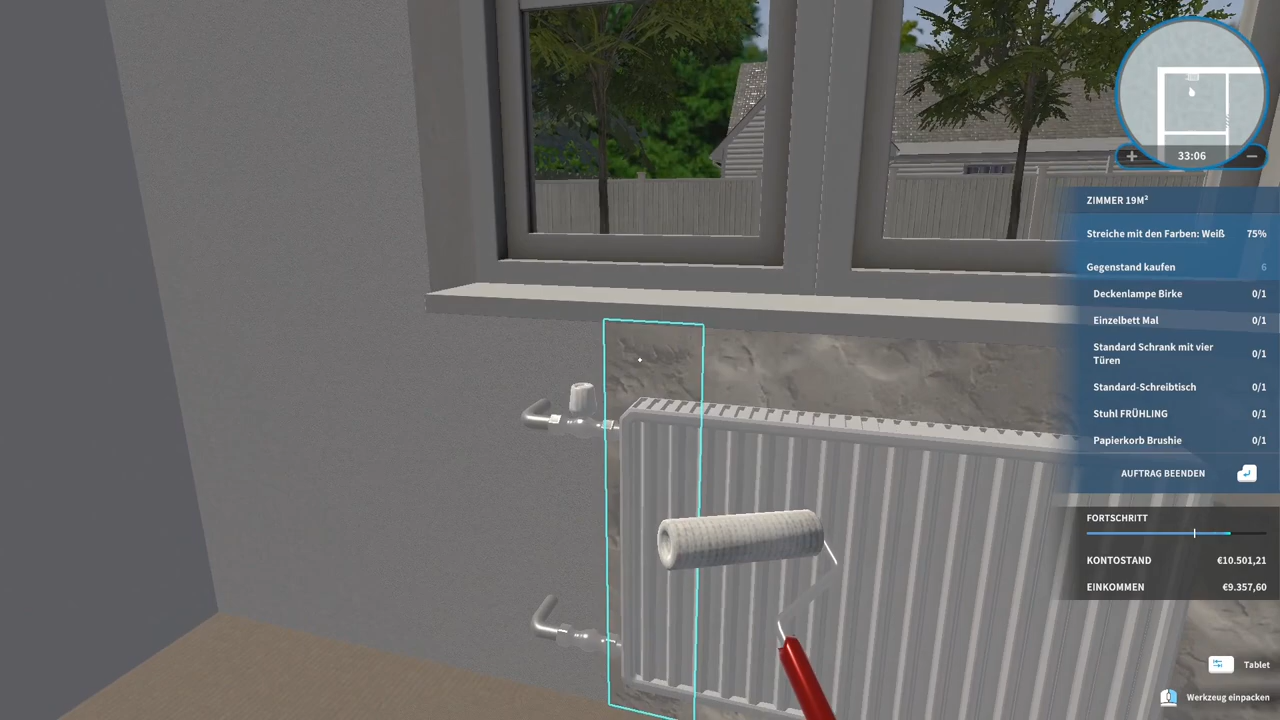 33:06
ZIMMER 19M²
Streiche mit den Farben: Weiß 75%
Gegenstand kaufen 6
Deckenlampe Birke 0/1
Einzelbett Mal 0/1
Standard Schrank mit vier
Türen 0/1
Standard-Schreibtisch 0/1
Stuhl FRÜHLING 0/1
Papierkorb Brushie 0/1
AUFTRAG BEENDEN
FORTSCHRITT
KONTOSTAND €10.501,21
EINKOMMEN €9.357,60
Tablet
Werkzeug einpacken